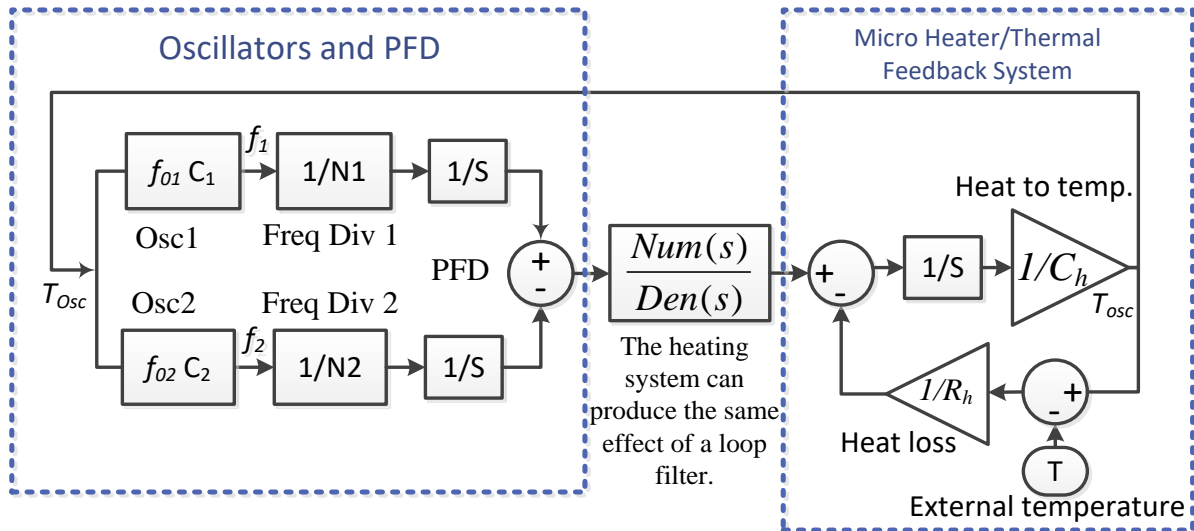 Oscillators and PFD
f01 C1
Osc1
f1
1/N1
Freq Div 1
1/S
TOsc
Osc2
f02 C2
f2
Freq Div 2
1/N2
1/S
PFD
+
-
Num(s)
Den(s)
The heating
system can
produce the same
effect of a loop
filter.
Micro Heater/Thermal
Feedback System
Heat to temp.
+
-
1/S
1/Ch
Tosc
1/Rh
Heat loss
-
+
T
External temperature